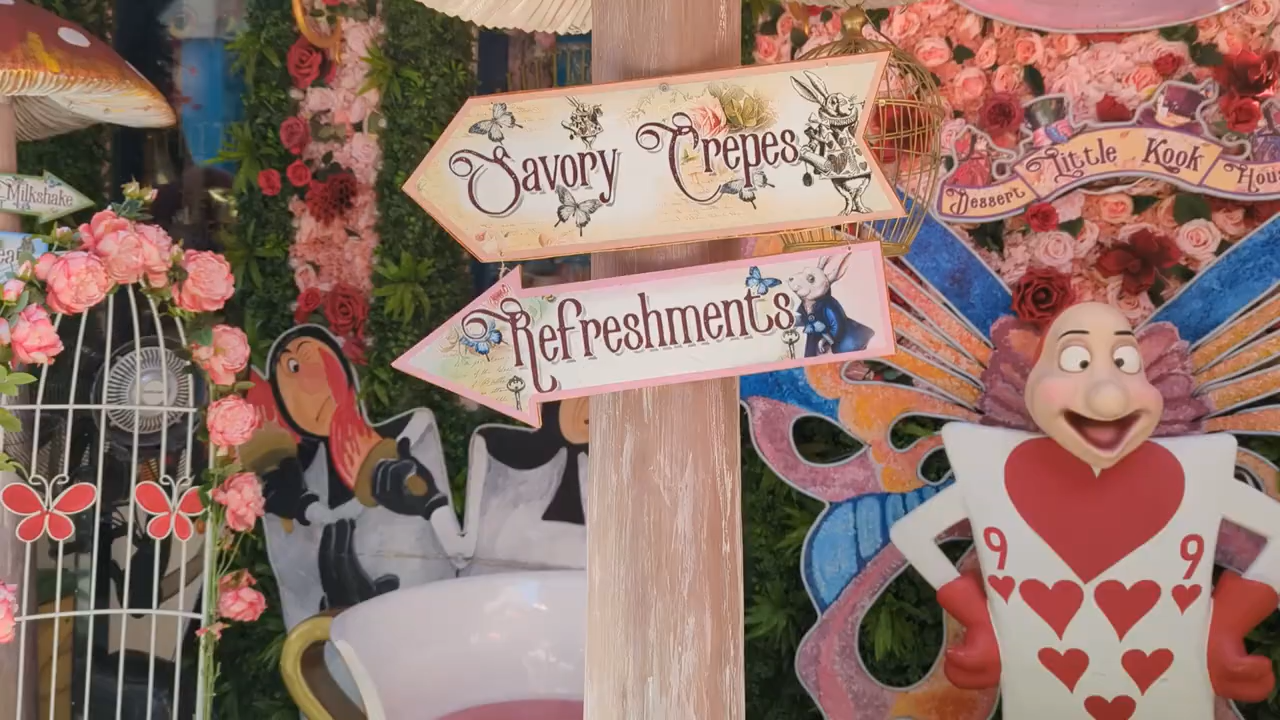 Savory Crepes
Refreshments
Milkshake
Dessert Little Kook
9 9